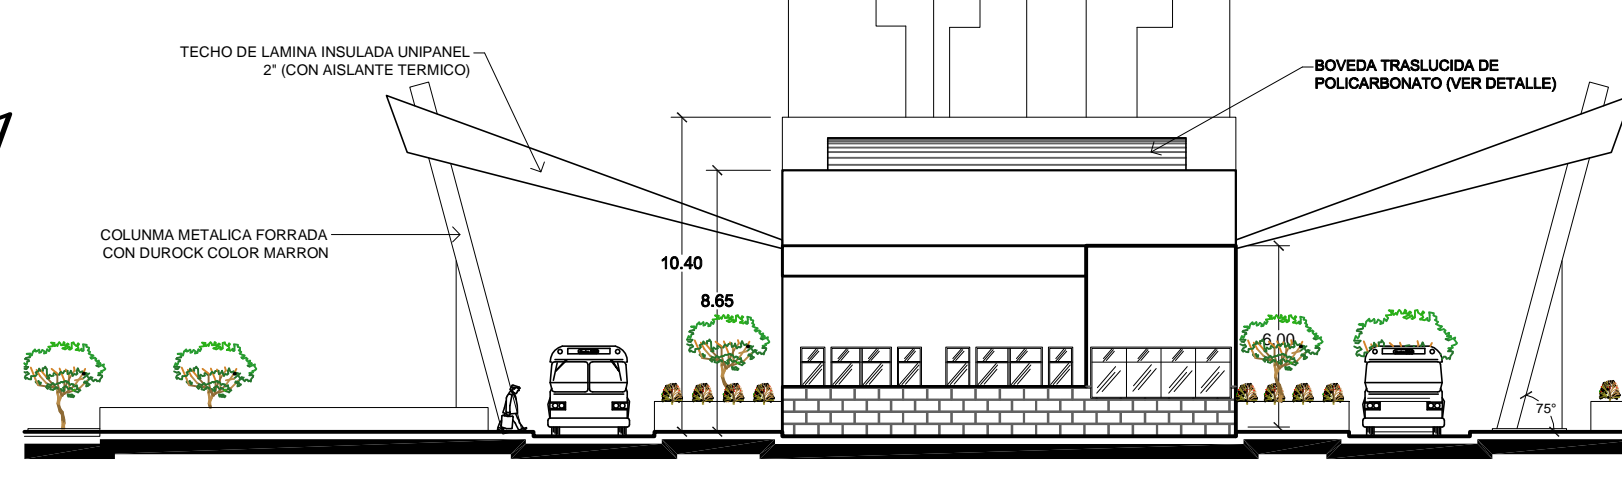 TECHO DE LAMINA INSULADA UNIPANEL
2" (CON AISLANTE TERMICO)
BOVEDA TRASLUCIDA DE
POLICARBONATO (VER DETALLE)
COLUNMA METALICA FORRADA
CON DUROCK COLOR MARRON
10.40
8.65
6.00
75°